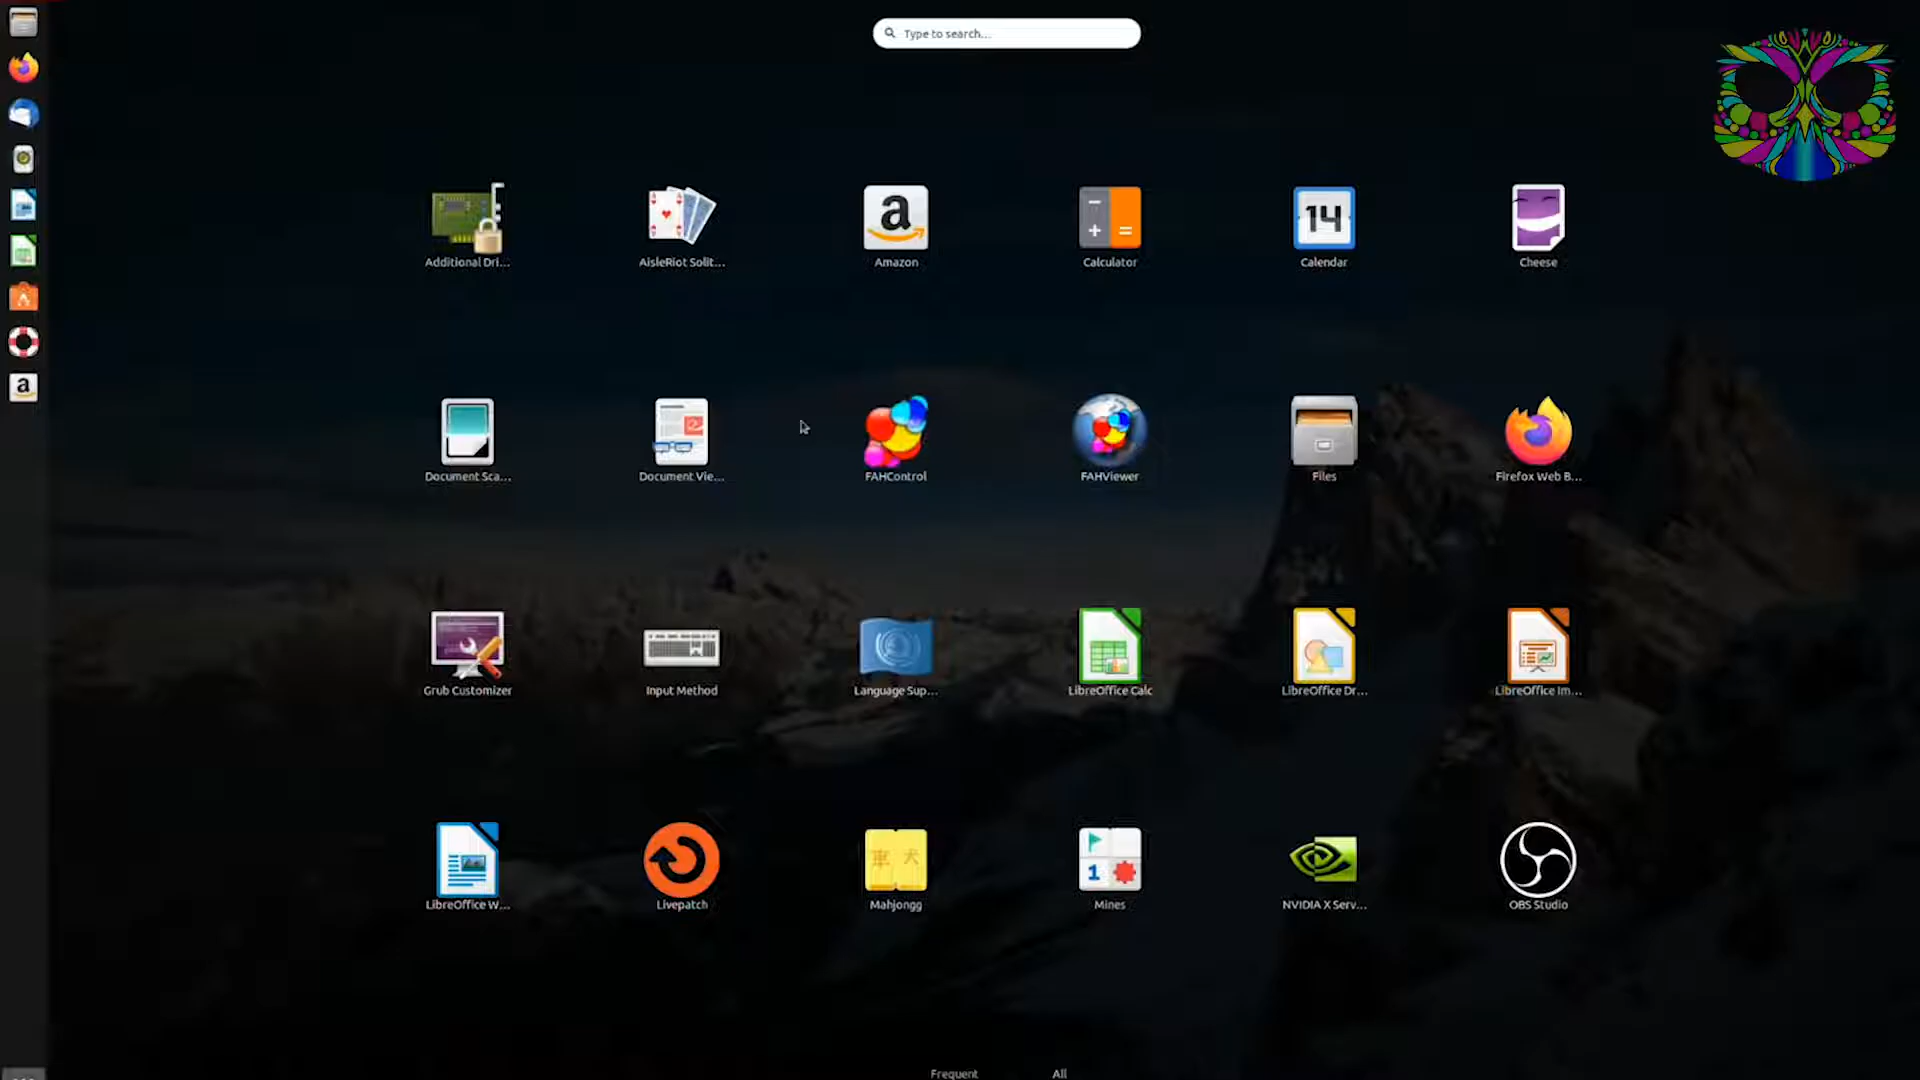 Type to search...
Additional Dri...
AisleRiot Solit...
Amazon
Calculator
14
Calendar
Cheese
Document Sca...
Document Vie...
FAHControl
FAHViewer
Files
Firefox Web B...
Grub Customizer
Input Method
Language Sup...
LibreOffice Calc
LibreOffice Dr...
LibreOffice Im...
LibreOffice W...
Livepatch
Mahjongg
1
Mines
NVIDIA X Serv...
OBS Studio
Frequent All